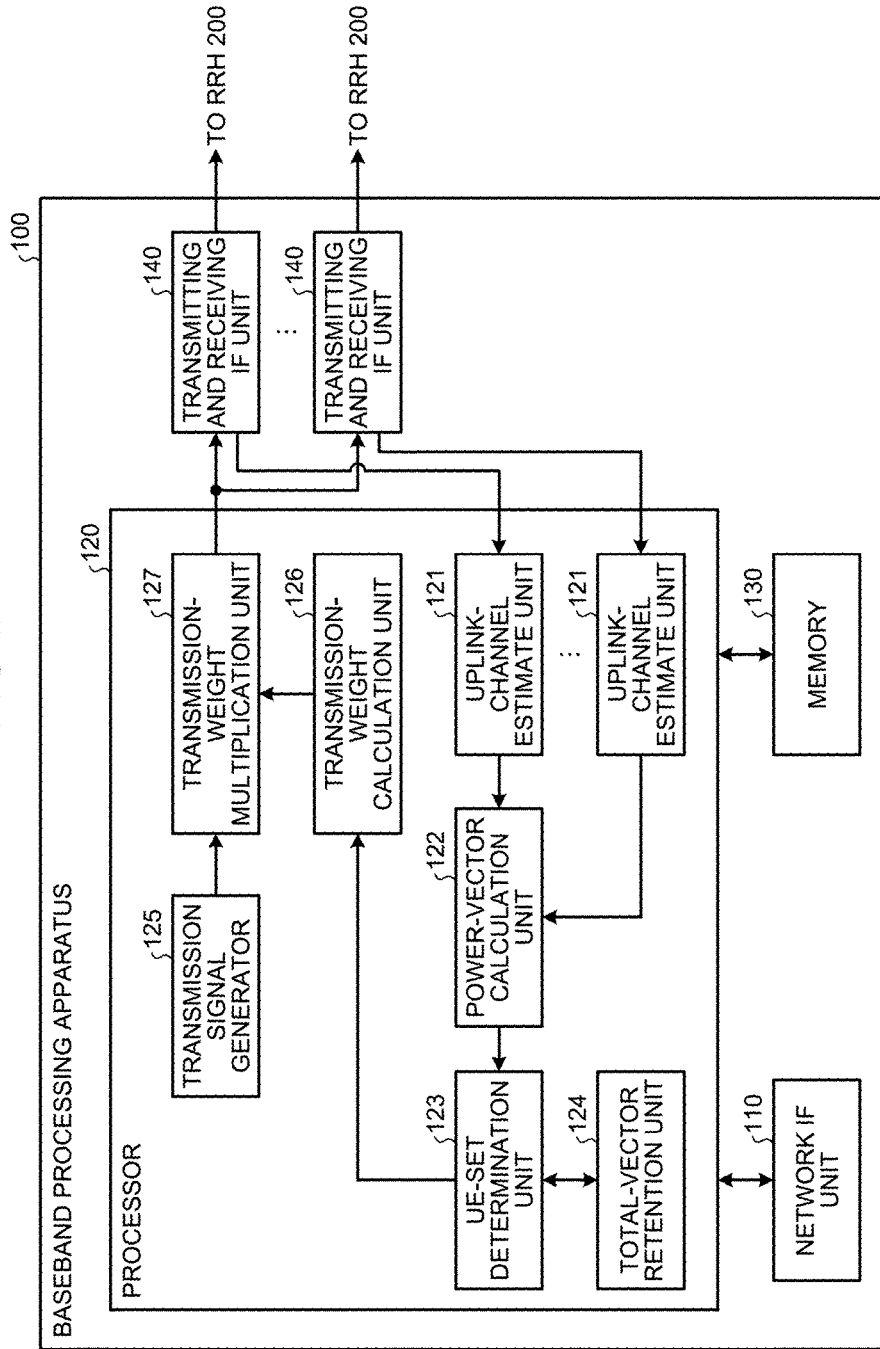 BASEBAND PROCESSING APPARATUS
100
PROCESSOR
120
TRANSMISSION
SIGNAL
GENERATOR
125
TRANSMISSION-
WEIGHT
MULTIPLICATION UNIT
127
TRANSMITTING
AND RECEIVING
IF UNIT
140
TO RRH 200
⋮
TRANSMITTING
AND RECEIVING
IF UNIT
140
TO RRH 200
TRANSMISSION-
WEIGHT
CALCULATION UNIT
126
UE-SET
DETERMINATION
UNIT
123
POWER-VECTOR
CALCULATION
UNIT
122
UPLINK-
CHANNEL
ESTIMATE UNIT
121
⋮
UPLINK-
CHANNEL
ESTIMATE UNIT
121
TOTAL-VECTOR
RETENTION UNIT
124
NETWORK IF
UNIT
110
MEMORY
130